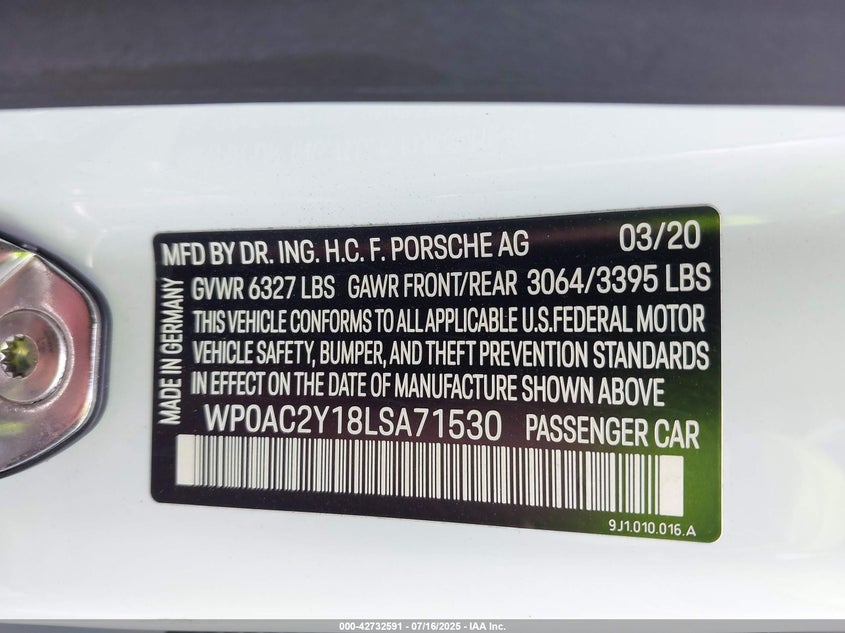 MFD BY DR. ING. H.C. F. PORSCHE AG 03/20
GVWR 6327 LBS GAWR FRONT/REAR 3064/3395 LBS
THIS VEHICLE CONFORMS TO ALL APPLICABLE U.S. FEDERAL MOTOR
VEHICLE SAFETY, BUMPER, AND THEFT PREVENTION STANDARDS
IN EFFECT ON THE DATE OF MANUFACTURE SHOWN ABOVE
MADE IN GERMANY
WP0AC2Y18LSA71530 PASSENGER CAR
9J1.010.016.A
000-42732591 - 07/16/2025 - IAA Inc.